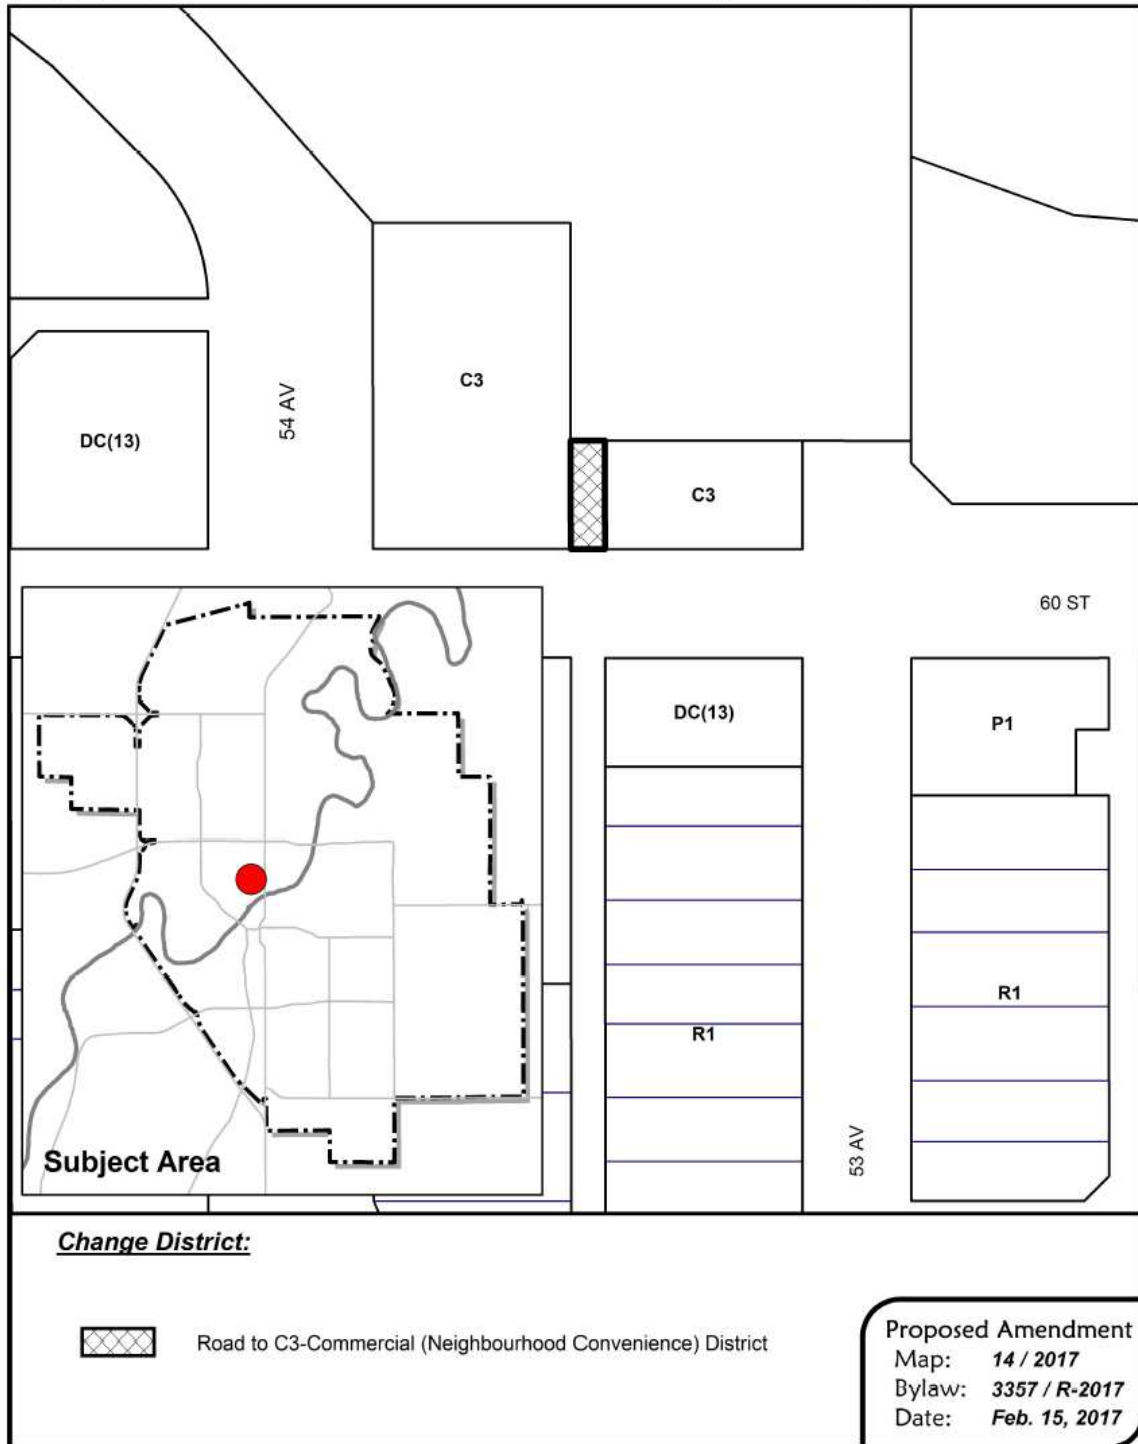 C3
54 AV
DC(13)
C3
60 ST
DC(13)
P1
R1
R1
53 AV
Subject Area
Change District:
Road to C3-Commercial (Neighbourhood Convenience) District
Proposed Amendment
Map: 14 / 2017
Bylaw: 3357 / R-2017
Date: Feb. 15, 2017